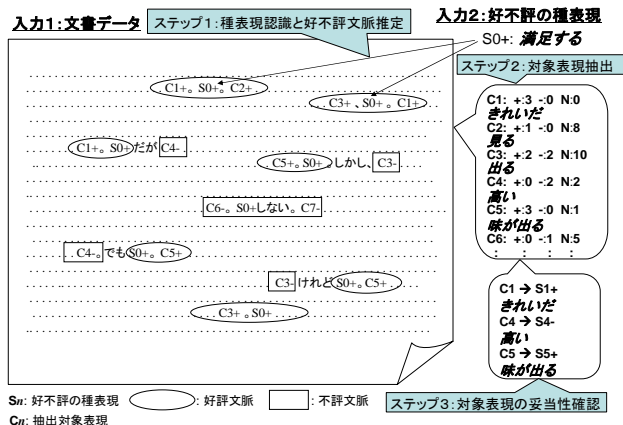 入力1:文書データ
ステップ1:種表現認識と好不評文脈推定
入力2:好不評の種表現
S0+: 満足する
ステップ2:対象表現抽出
C1+。S0+。C2+
C3+、S0+。C1+
C1+。S0+だが C4-
C5+。S0+。しかし、C3-
C6-。S0+しない。C7-
C4-。でも S0+。C5+
C3- けれど S0+。C5+
C3+。S0+
C1: +:3 -:0 N:0
きれいだ
C2: +:1 -:0 N:8
見る
C3: +:2 -:2 N:10
出る
C4: +:0 -:2 N:2
高い
C5: +:3 -:0 N:1
味が出る
C6: +:0 -:1 N:5
: : : :
C1 → S1+
きれいだ
C4 → S4-
高い
C5 → S5+
味が出る
ステップ3:対象表現の妥当性確認
Sn: 好不評の種表現 : 好評文脈 : 不評文脈
Cn: 抽出対象表現